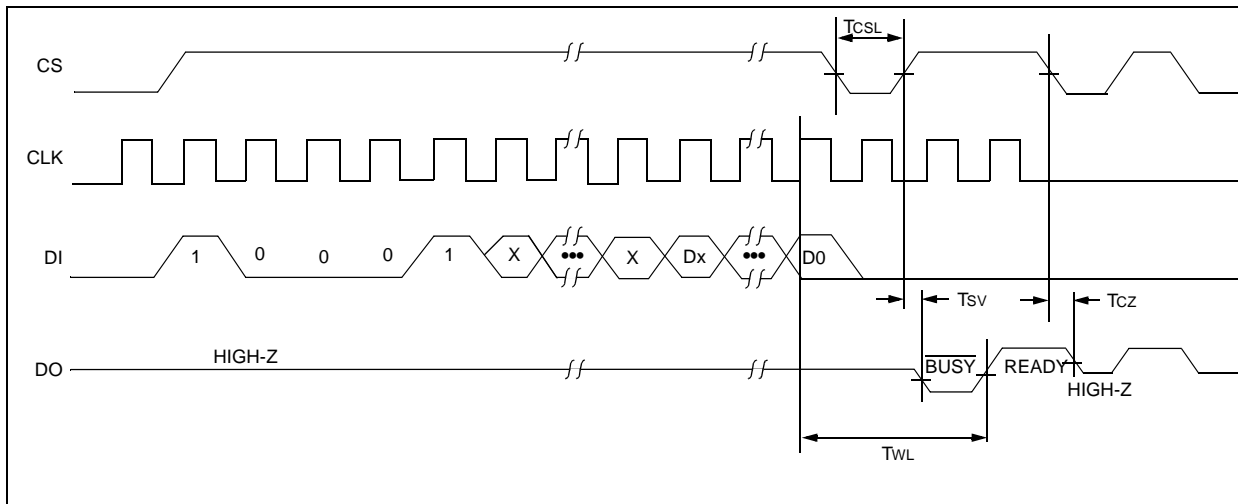 TCSL
CS
CLK
DI
1 0 0 0 1 X ••• X Dx ••• D0
TSV
TCZ
HIGH-Z
DO
BUSY
READY
HIGH-Z
TWL